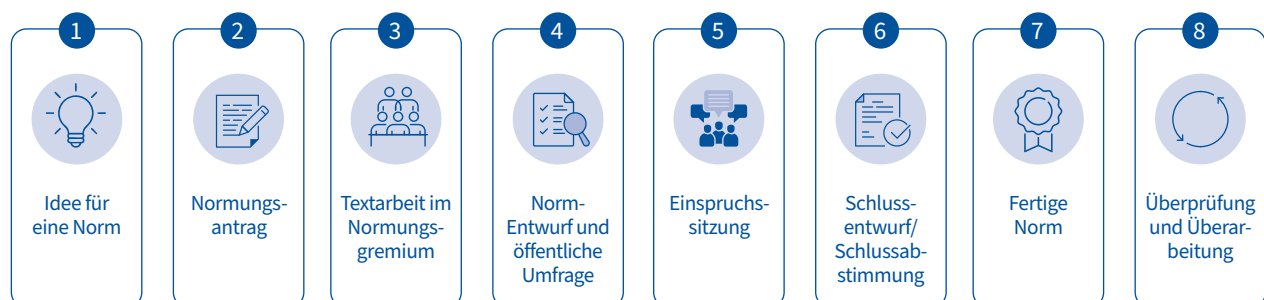 1
Idee für
eine Norm
2
Normungs-
antrag
3
Textarbeit im
Normungs-
gremium
4
Norm-
Entwurf und
öffentliche
Umfrage
5
Einspruchs-
sitzung
6
Schluss-
entwurf/
Schlussab-
stimmung
7
Fertige
Norm
8
Überprüfung
und Überar-
beitung